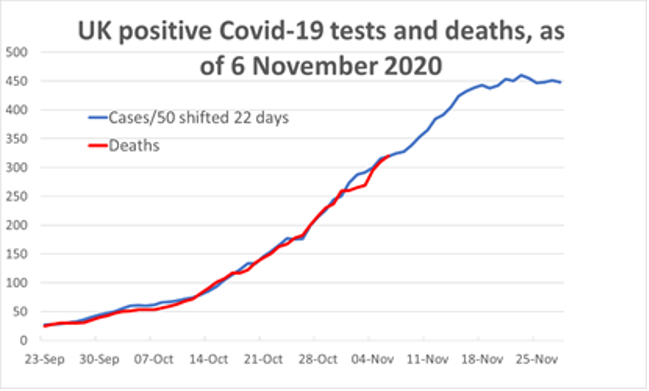 UK positive Covid-19 tests and deaths, as
of 6 November 2020
500
450
400
350
300
250
200
150
100
50
0
Cases/50 shifted 22 days
Deaths
23-Sep 30-Sep 07-Oct 14-Oct 21-Oct 28-Oct 04-Nov 11-Nov 18-Nov 25-Nov